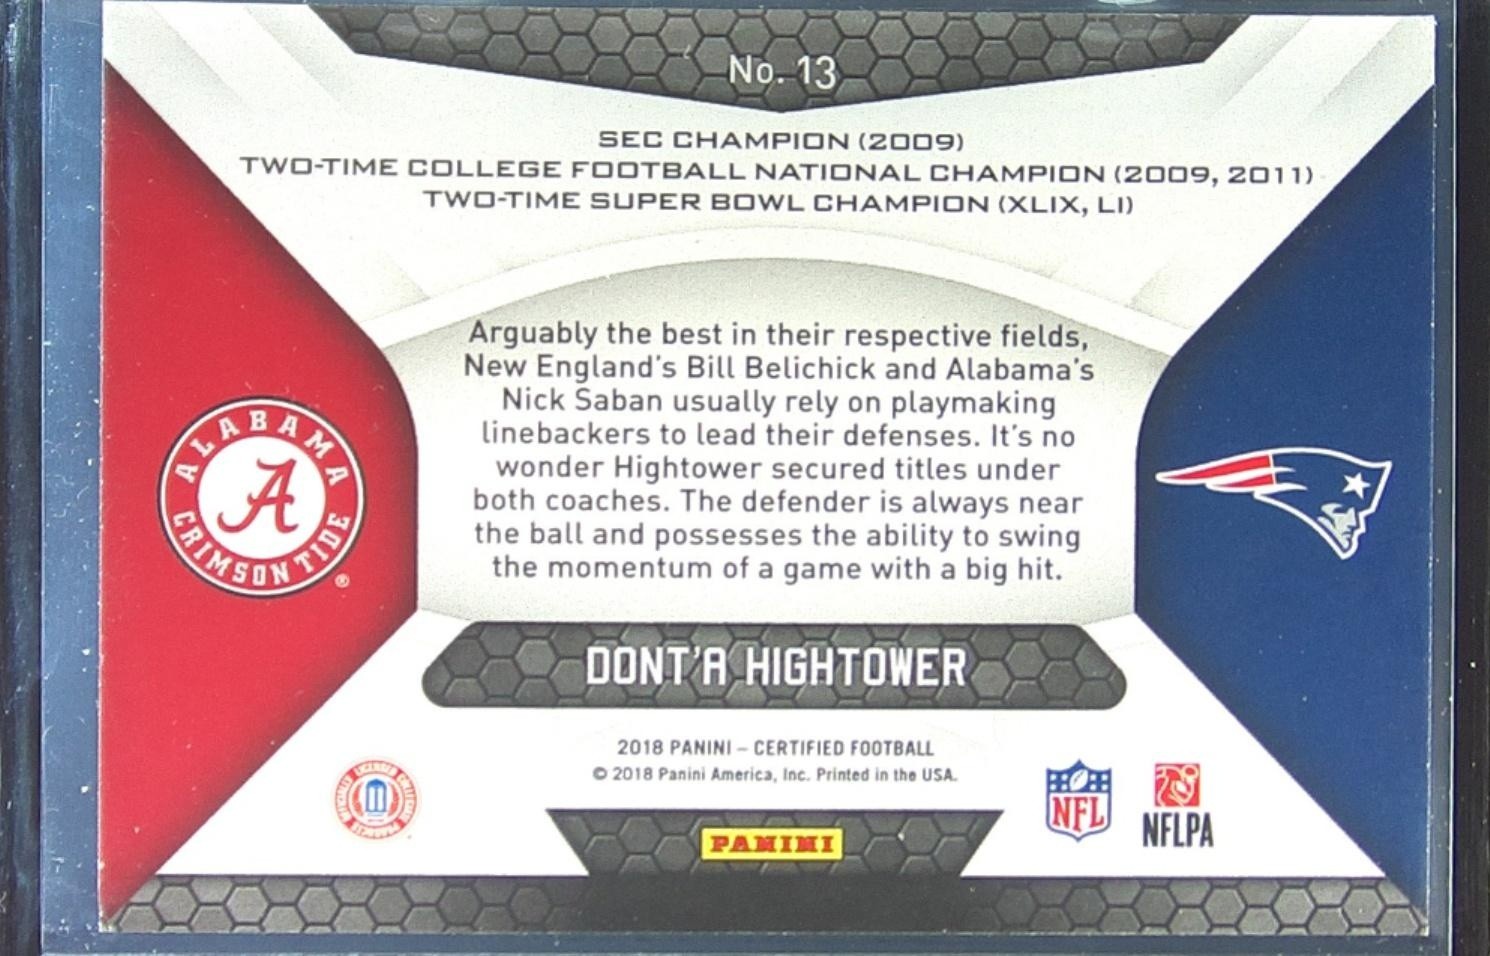 No. 13
SEC CHAMPION (2009)
TWO-TIME COLLEGE FOOTBALL NATIONAL CHAMPION (2009, 2011)
TWO-TIME SUPER BOWL CHAMPION (XLIX, LI)
Arguably the best in their respective fields,
New England's Bill Belichick and Alabama's
Nick Saban usually rely on playmaking
linebackers to lead their defenses. It's no
wonder Hightower secured titles under
both coaches. The defender is always near
the ball and possesses the ability to swing
the momentum of a game with a big hit.
ALABAMA
A
CRIMSON TIDE
®
DONT'A HIGHTOWER
2018 PANINI – CERTIFIED FOOTBALL
© 2018 Panini America, Inc. Printed in the USA.
OFFICIALLY LICENSED COLLEGIATE PRODUCTS
NFL
NFLPA
PANINI